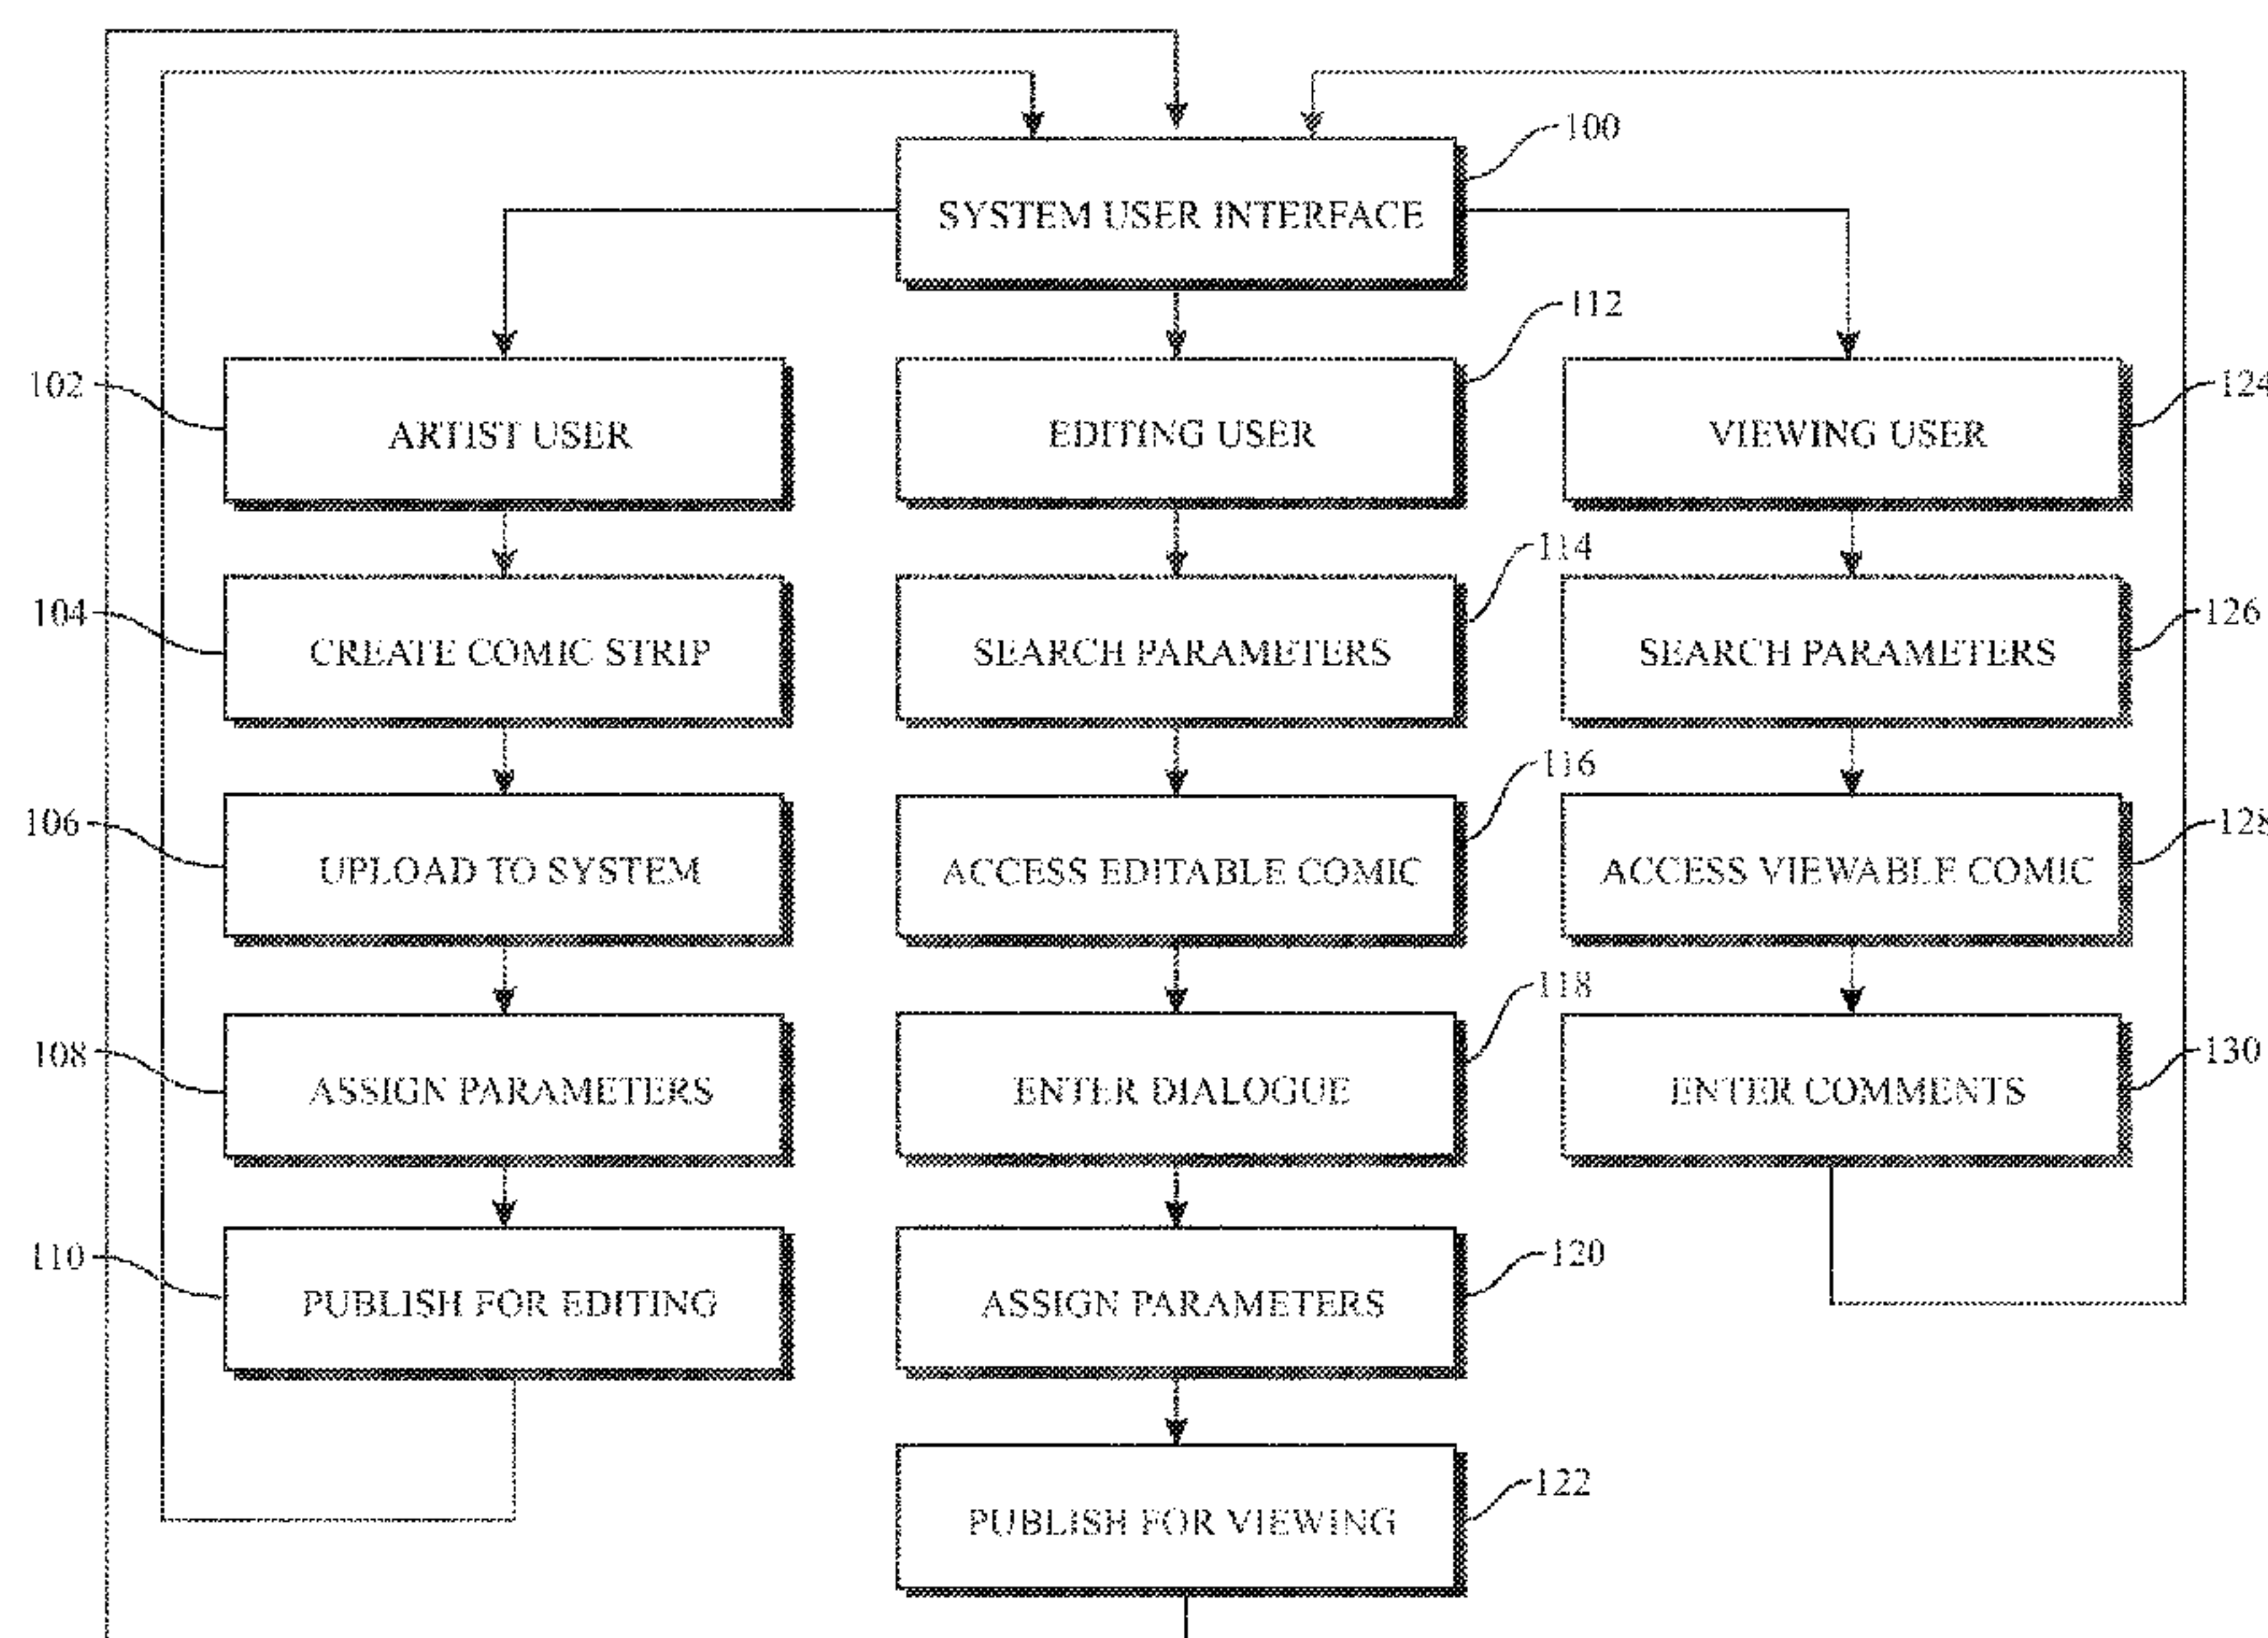 100
SYSTEM USER INTERFACE
112
102
ARTIST USER
EDITING USER
VIEWING USER
124
104
CREATE COMIC STRIP
114
SEARCH PARAMETERS
SEARCH PARAMETERS
126
106
UPLOAD TO SYSTEM
116
ACCESS EDITABLE COMIC
ACCESS VIEWABLE COMIC
128
108
ASSIGN PARAMETERS
118
ENTER DIALOGUE
ENTER COMMENTS
130
110
PUBLISH FOR EDITING
ASSIGN PARAMETERS
120
PUBLISH FOR VIEWING
122